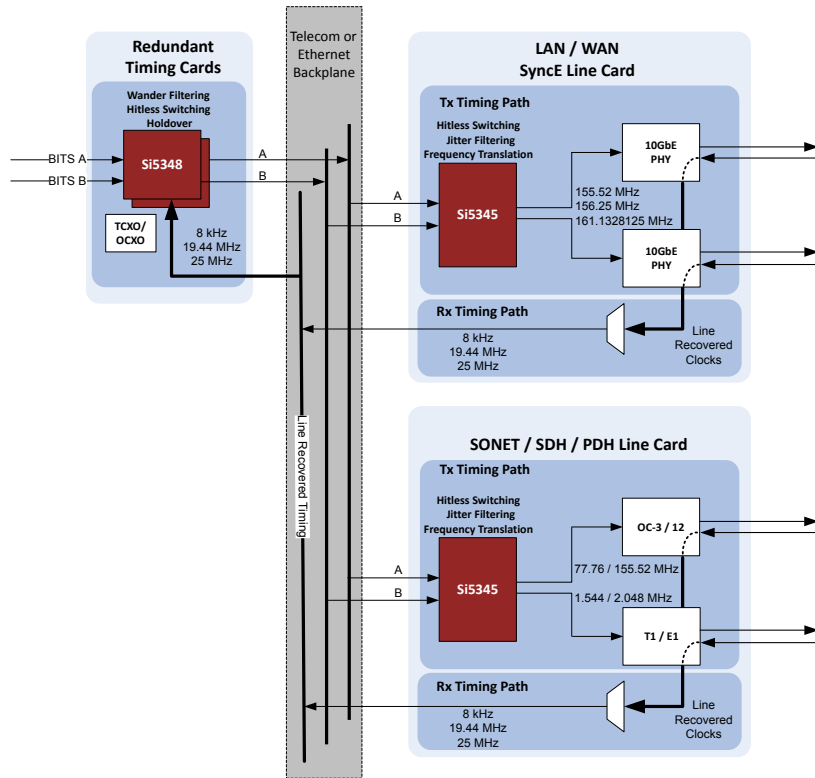 Redundant
Timing Cards
Wander Filtering
Hitless Switching
Holdover
BITS A
BITS B
Si5348
A
B
TCXO/
OCXO
8 kHz
19.44 MHz
25 MHz
Telecom or
Ethernet
Backplane
Line Recovered Timing
LAN / WAN
SyncE Line Card
Tx Timing Path
Hitless Switching
Jitter Filtering
Frequency Translation
A
B
Si5345
155.52 MHz
156.25 MHz
161.1328125 MHz
10GbE
PHY
10GbE
PHY
Rx Timing Path
8 kHz
19.44 MHz
25 MHz
Line
Recovered
Clocks
SONET / SDH / PDH Line Card
Tx Timing Path
Hitless Switching
Jitter Filtering
Frequency Translation
A
B
Si5345
77.76 / 155.52 MHz
1.544 / 2.048 MHz
OC-3 / 12
T1 / E1
Rx Timing Path
8 kHz
19.44 MHz
25 MHz
Line
Recovered
Clocks